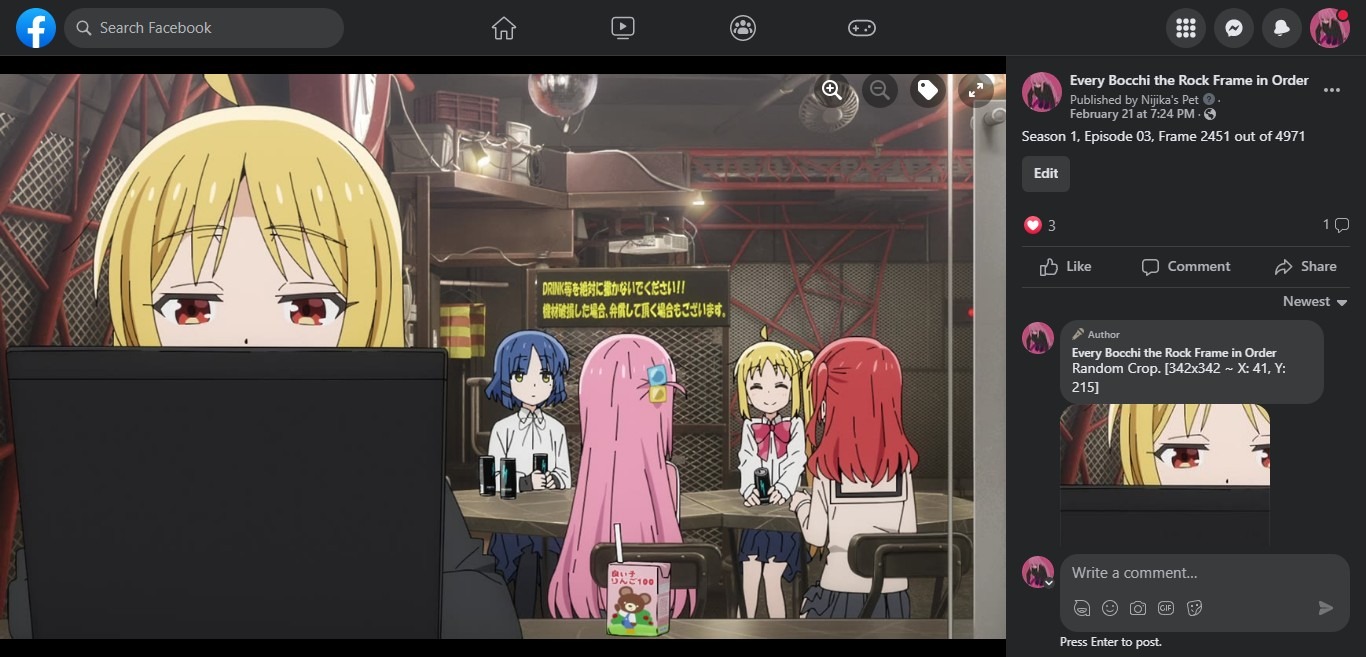 Search Facebook
DRINK等を絶対に撒かないでください!!
機材破損した場合、弁償して頂く場合もございます。
良い子
りんご100
Every Bocchi the Rock Frame in Order
Published by Nijika's Pet ·
February 21 at 7:24 PM ·
Season 1, Episode 03, Frame 2451 out of 4971
Edit
3
1
Like
Comment
Share
Newest
Author
Every Bocchi the Rock Frame in Order
Random Crop. [342x342 ~ X: 41, Y:
215]
Write a comment...
GIF
Press Enter to post.